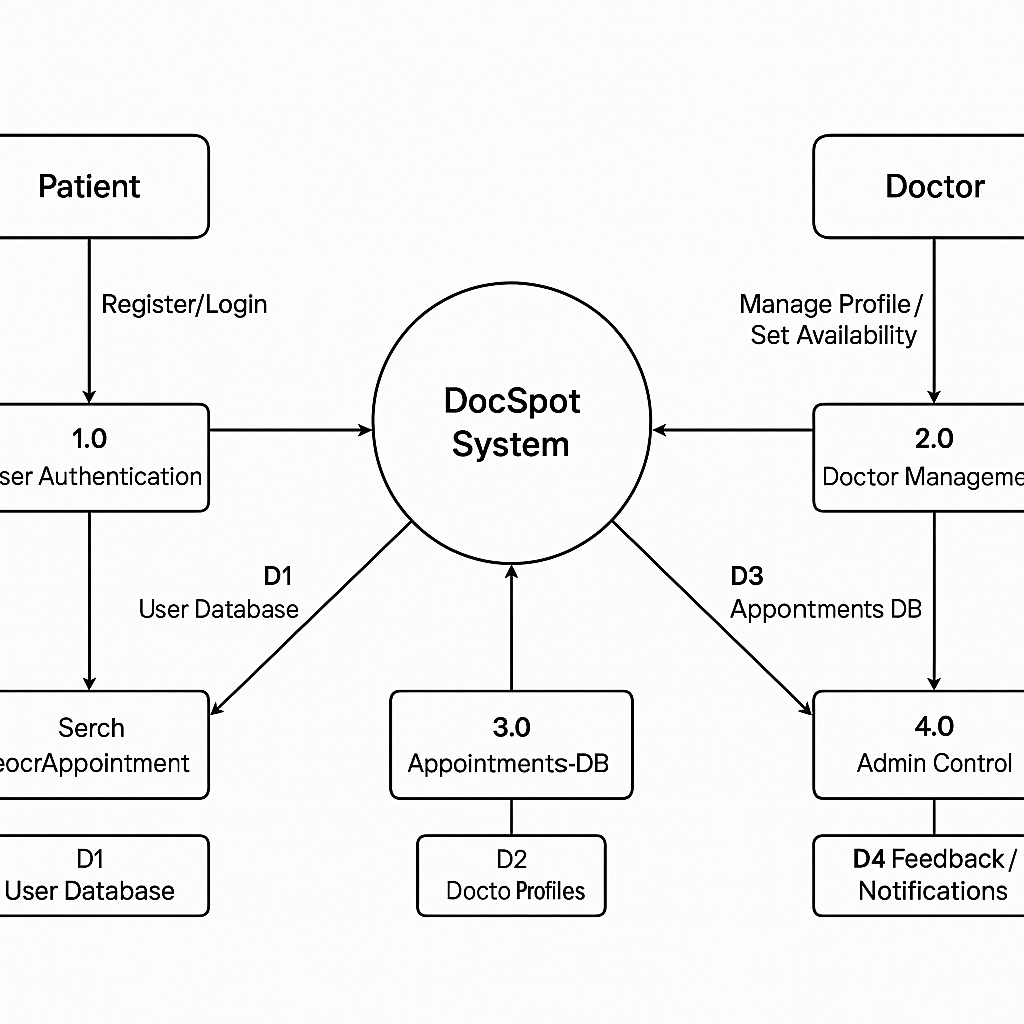 Patient
Doctor
Register/Login
Manage Profile/
Set Availability
DocSpot
System
1.0
ser Authentication
2.0
Doctor Manageme
D1
User Database
D3
Appontments DB
Serch
eocrAppointment
3.0
Appointments-DB
4.0
Admin Control
D1
User Database
D2
Docto Profiles
D4 Feedback/
Notifications